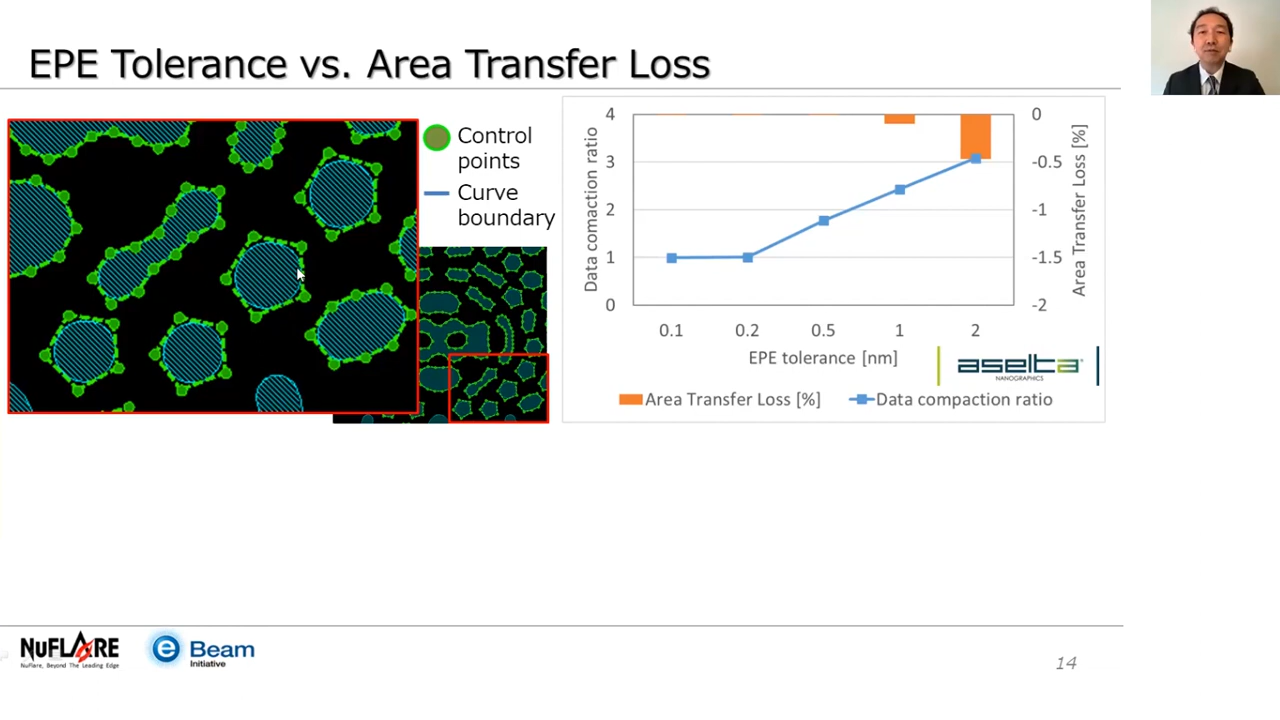 EPE Tolerance vs. Area Transfer Loss
Control
points
Curve
boundary
Data comaction ratio
4
3
2
1
0
0
-0.5
-1
-1.5
-2
Area Transfer Loss [%]
0.1 0.2 0.5 1 2
EPE tolerance [nm]
aselta
NANOGRAPHICS
Area Transfer Loss [%] Data compaction ratio
NUFLARE
NuFlare, Beyond The Leading Edge
e Beam
Initiative
14